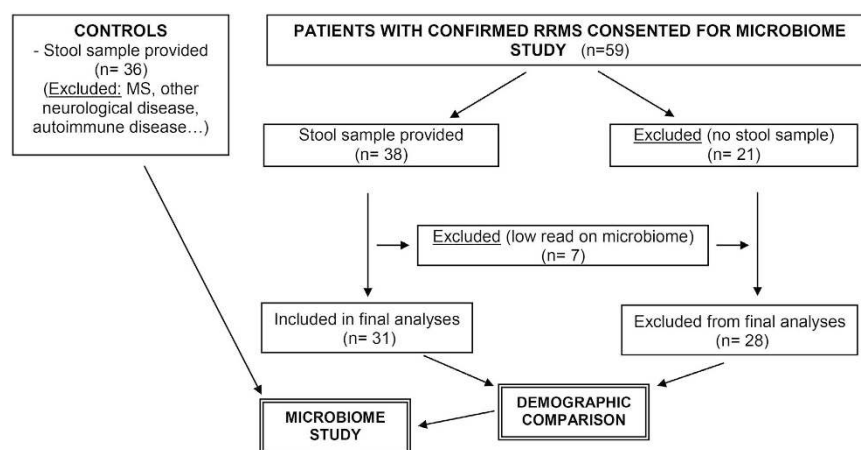 CONTROLS
- Stool sample provided
(n= 36)
(Excluded: MS, other
neurological disease,
autoimmune disease…)
PATIENTS WITH CONFIRMED RRMS CONSENTED FOR MICROBIOME
STUDY (n=59)
Stool sample provided
(n= 38)
Excluded (no stool sample)
(n= 21)
Excluded (low read on microbiome)
(n= 7)
Included in final analyses
(n= 31)
Excluded from final analyses
(n= 28)
MICROBIOME
STUDY
DEMOGRAPHIC
COMPARISON